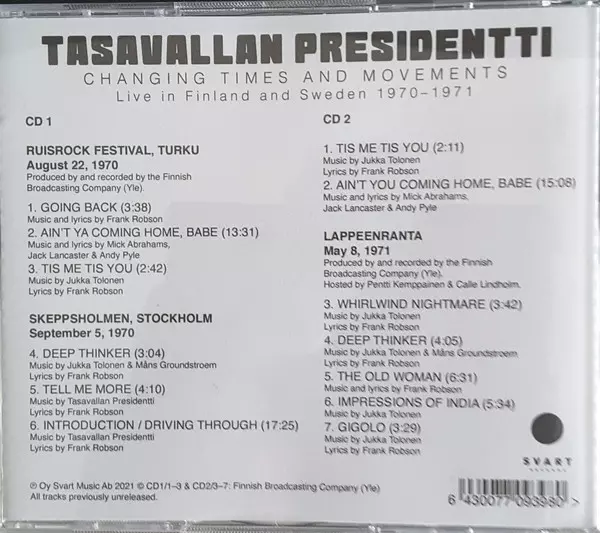 TASAVALLAN PRESIDENTTI
CHANGING TIMES AND MOVEMENTS
Live in Finland and Sweden 1970–1971
CD 1
RUISROCK FESTIVAL, TURKU
August 22, 1970
Produced by and recorded by the Finnish
Broadcasting Company (Yle).
1. GOING BACK (3:38)
Music and lyrics by Frank Robson
2. AIN'T YA COMING HOME, BABE (13:31)
Music and lyrics by Mick Abrahams,
Jack Lancaster & Andy Pyle
3. TIS ME TIS YOU (2:42)
Music by Jukka Tolonen
Lyrics by Frank Robson
SKEPPSHOLMEN, STOCKHOLM
September 5, 1970
4. DEEP THINKER (3:04)
Music by Jukka Tolonen & Måns Groundstroem
Lyrics by Frank Robson
5. TELL ME MORE (4:10)
Music by Tasavallan Presidentti
Lyrics by Frank Robson
6. INTRODUCTION / DRIVING THROUGH (17:25)
Music by Tasavallan Presidentti
Lyrics by Frank Robson
CD 2
1. TIS ME TIS YOU (2:11)
Music by Jukka Tolonen
Lyrics by Frank Robson
2. AIN'T YOU COMING HOME, BABE (15:08)
Music and lyrics by Mick Abrahams,
Jack Lancaster & Andy Pyle
LAPPEENRANTA
May 8, 1971
Produced by and recorded by the Finnish
Broadcasting Company (Yle).
Hosted by Pentti Kemppainen & Calle Lindholm.
3. WHIRLWIND NIGHTMARE (3:42)
Music by Jukka Tolonen
4. DEEP THINKER (4:05)
Music by Jukka Tolonen & Måns Groundstroem
Lyrics by Frank Robson
5. THE OLD WOMAN (6:31)
Music by Jukka Tolonen
Lyrics by Frank Robson
6. IMPRESSIONS OF INDIA (5:34)
Music by Jukka Tolonen
7. GIGOLO (3:29)
Music by Jukka Tolonen
Lyrics by Frank Robson
SVART
RECORDS
℗ Oy Svart Music Ab 2021 © CD1/1–3 & CD2/3–7: Finnish Broadcasting Company (Yle)
All tracks previously unreleased.
6 430077 093980 >